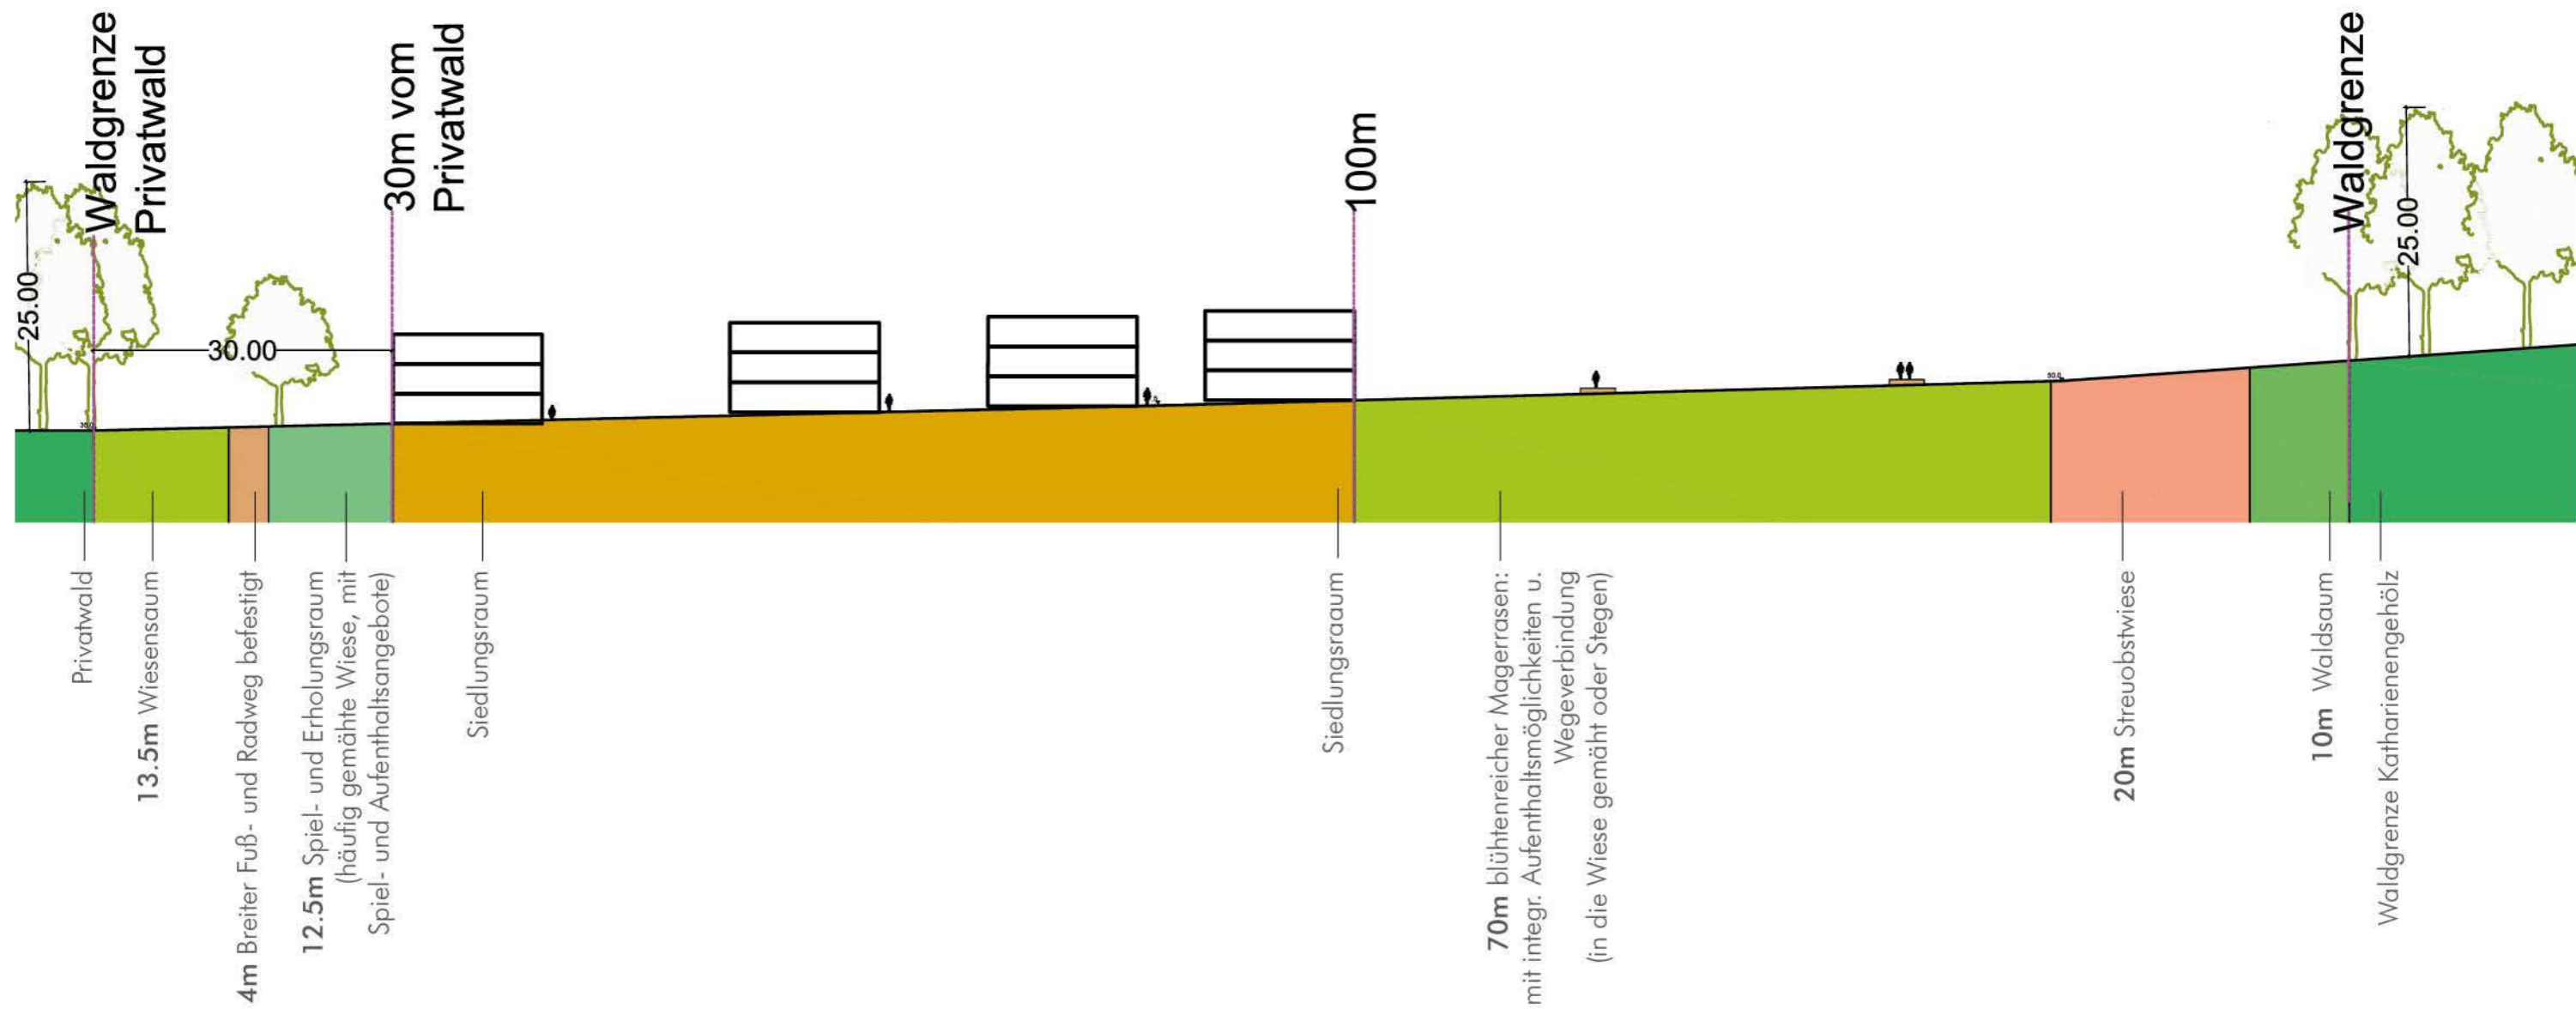 Waldgrenze
Privatwald
30m vom
Privatwald
100m
Waldgrenze
25.00
30.00
25.00
50.0
Privatwald
13.5m Wiesensaum
4m Breiter Fuß- und Radweg befestigt
12.5m Spiel- und Erholungsraum
(häufig gemähte Wiese, mit
Spiel- und Aufenthaltsangebote)
Siedlungsraum
Siedlungsraaum
70m blühtenreicher Magerrasen:
mit integr. Aufenthaltsmöglichkeiten u.
Wegeverbindung
(in die Wiese gemäht oder Stegen)
20m Streuobstwiese
10m Waldsaum
Waldgrenze Katharienengehölz